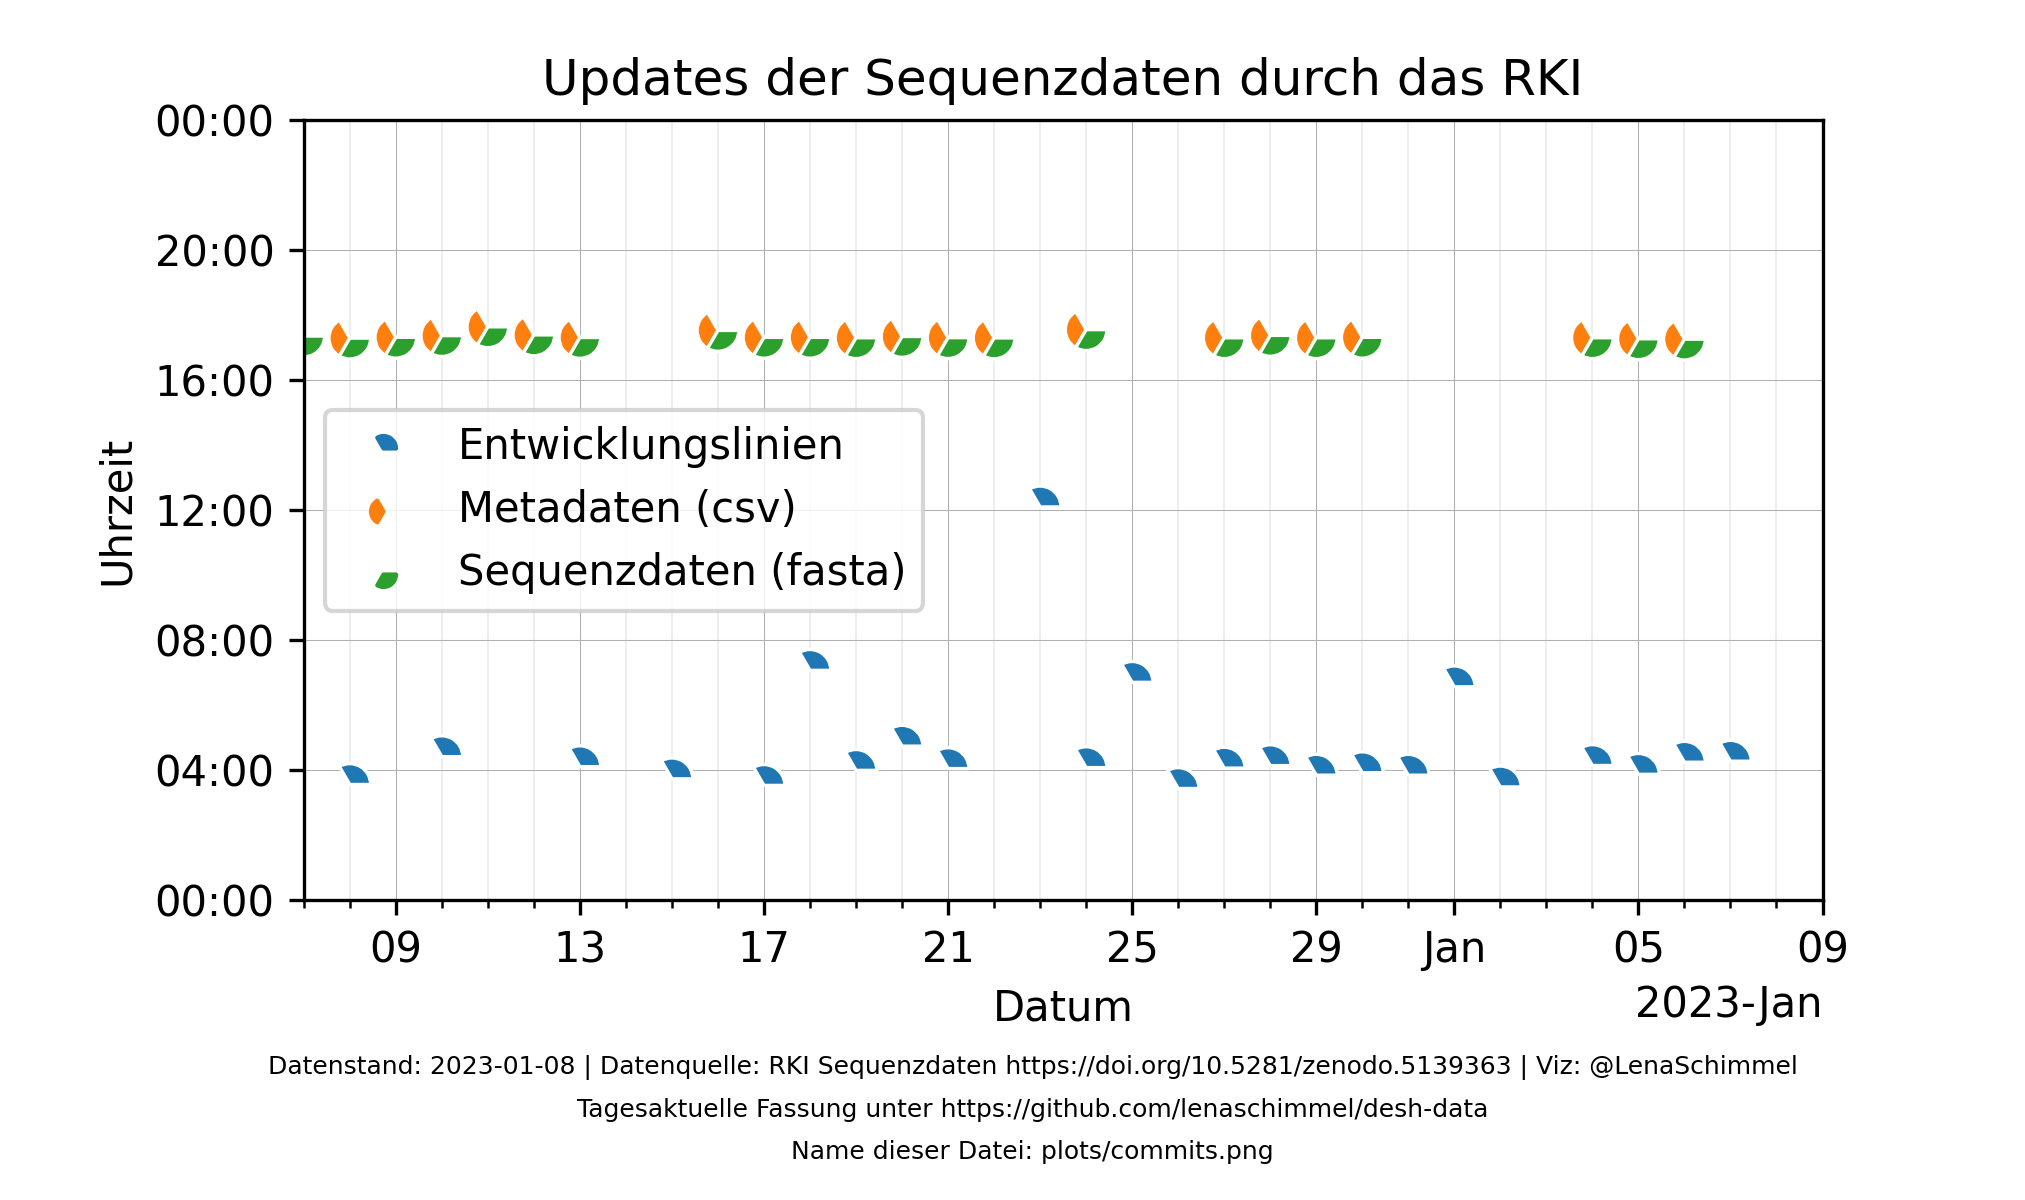 Updates der Sequenzdaten durch das RKI
00:00
20:00
16:00
12:00
08:00
04:00
00:00
Uhrzeit
Entwicklungslinien
Metadaten (csv)
Sequenzdaten (fasta)
09 13 17 21 25 29 Jan 05 09
Datum
2023-Jan
Datenstand: 2023-01-08 | Datenquelle: RKI Sequenzdaten https://doi.org/10.5281/zenodo.5139363 | Viz: @LenaSchimmel
Tagesaktuelle Fassung unter https://github.com/lenaschimmel/desh-data
Name dieser Datei: plots/commits.png